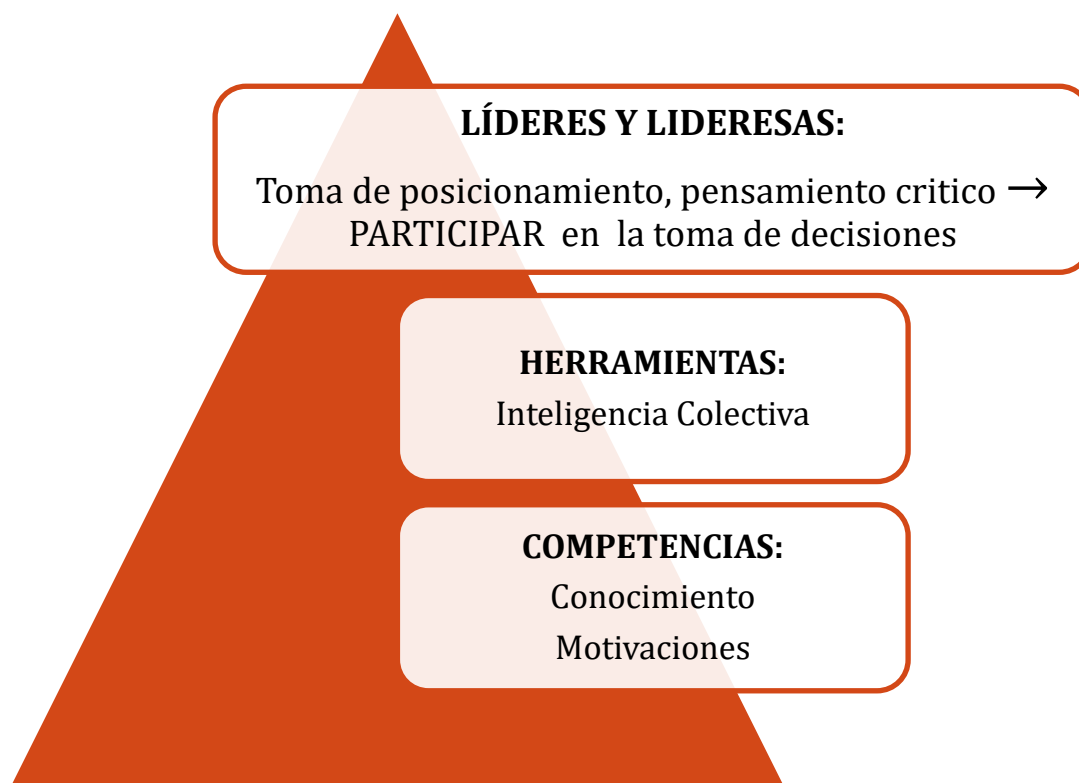 LÍDERES Y LIDERESAS:
Toma de posicionamiento, pensamiento critico →
PARTICIPAR en la toma de decisiones
HERRAMIENTAS:
Inteligencia Colectiva
COMPETENCIAS:
Conocimiento
Motivaciones